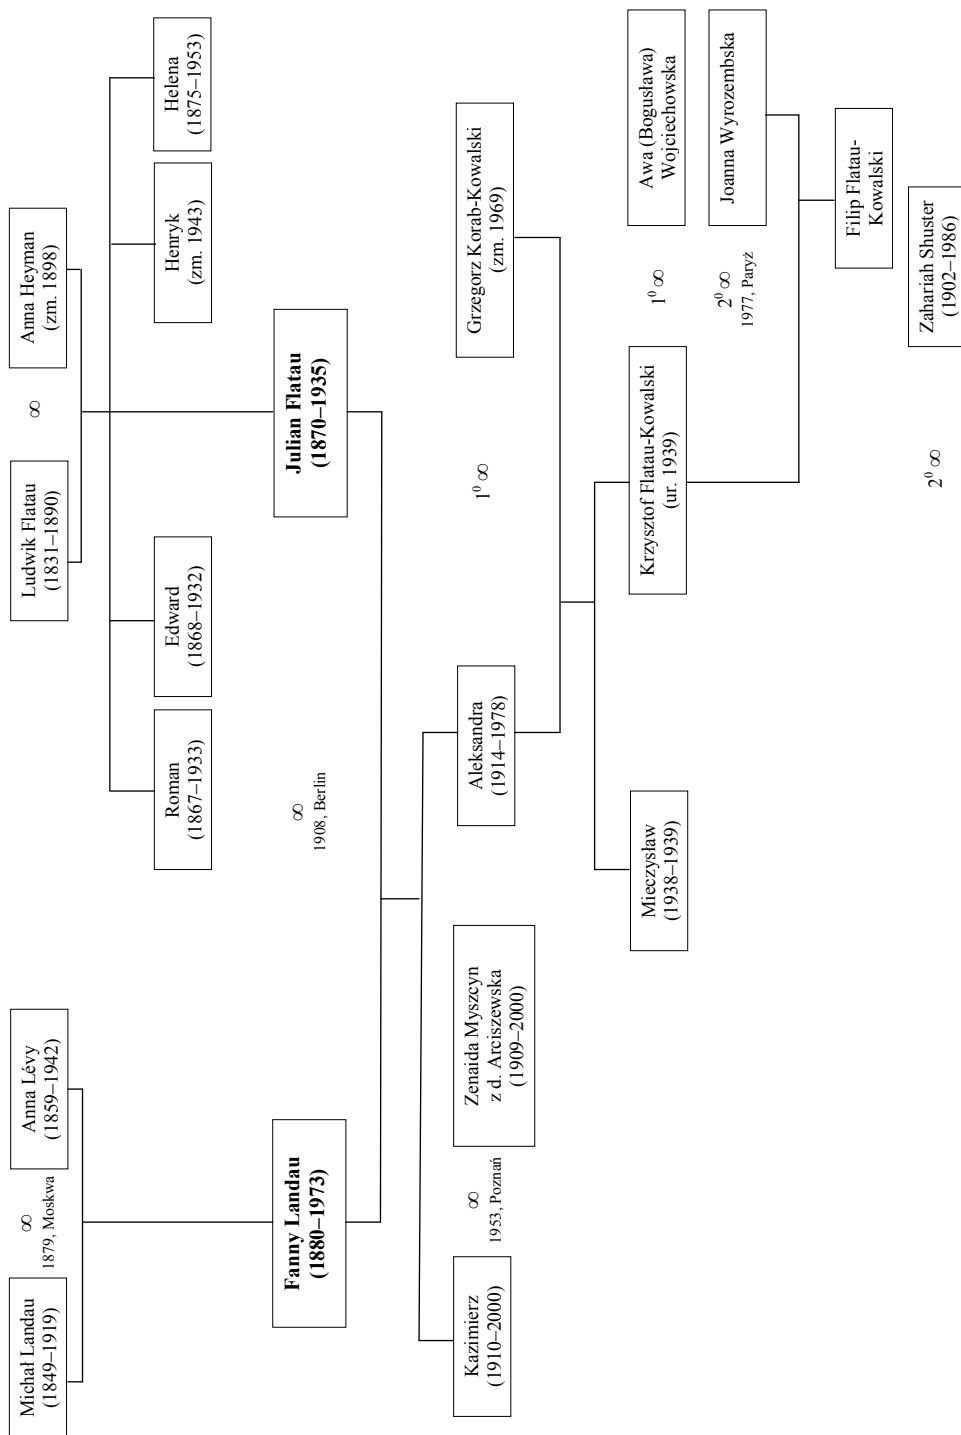 Michał Landau
(1849–1919)
∞
1879, Moskwa
Anna Lévy
(1859–1942)
Ludwik Flatau
(1831–1890)
∞
Anna Heyman
(zm. 1898)
Roman
(1867–1933)
Edward
(1868–1932)
Henryk
(zm. 1943)
Helena
(1875–1953)
Fanny Landau
(1880–1973)
∞
1908, Berlin
Julian Flatau
(1870–1935)
Kazimierz
(1910–2000)
∞
1953, Poznań
Zenaida Myszcyn
z d. Arciszewska
(1909–2000)
Aleksandra
(1914–1978)
1⁰ ∞
Grzegorz Korab-Kowalski
(zm. 1969)
Mieczysław
(1938–1939)
Krzysztof Flatau-Kowalski
(ur. 1939)
1⁰ ∞
Awa (Bogusława)
Wojciechowska
2⁰ ∞
1977, Paryż
Joanna Wyrozembska
Filip Flatau-
Kowalski
2⁰ ∞
Zahariah Shuster
(1902–1986)